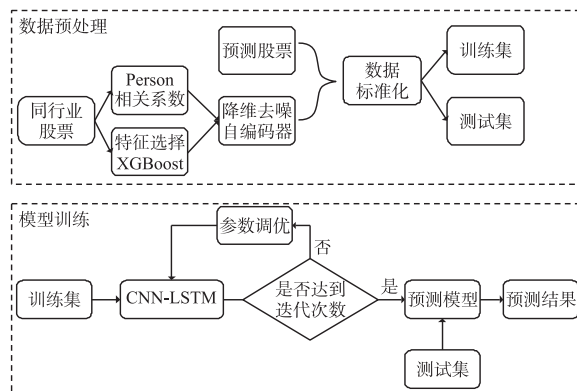 数据预处理
同行业
股票
Person
相关系数
特征选择
XGBoost
预测股票
降维去噪
自编码器
数据
标准化
训练集
测试集
模型训练
参数调优
否
训练集
CNN-LSTM
是否达到
迭代次数
是
预测模型
预测结果
测试集